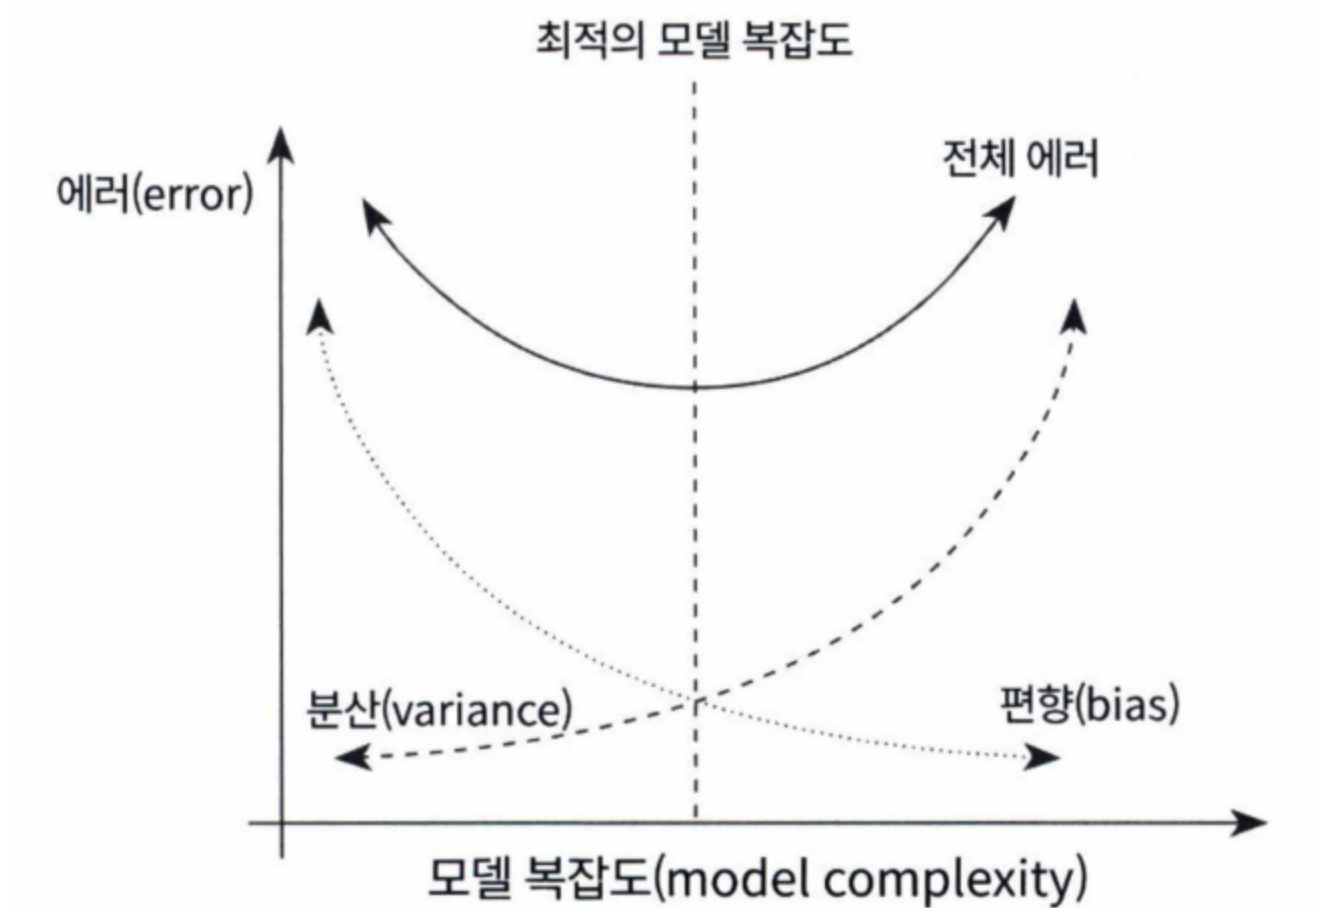 최적의 모델 복잡도
전체 에러
에러(error)
분산(variance)
편향(bias)
모델 복잡도(model complexity)